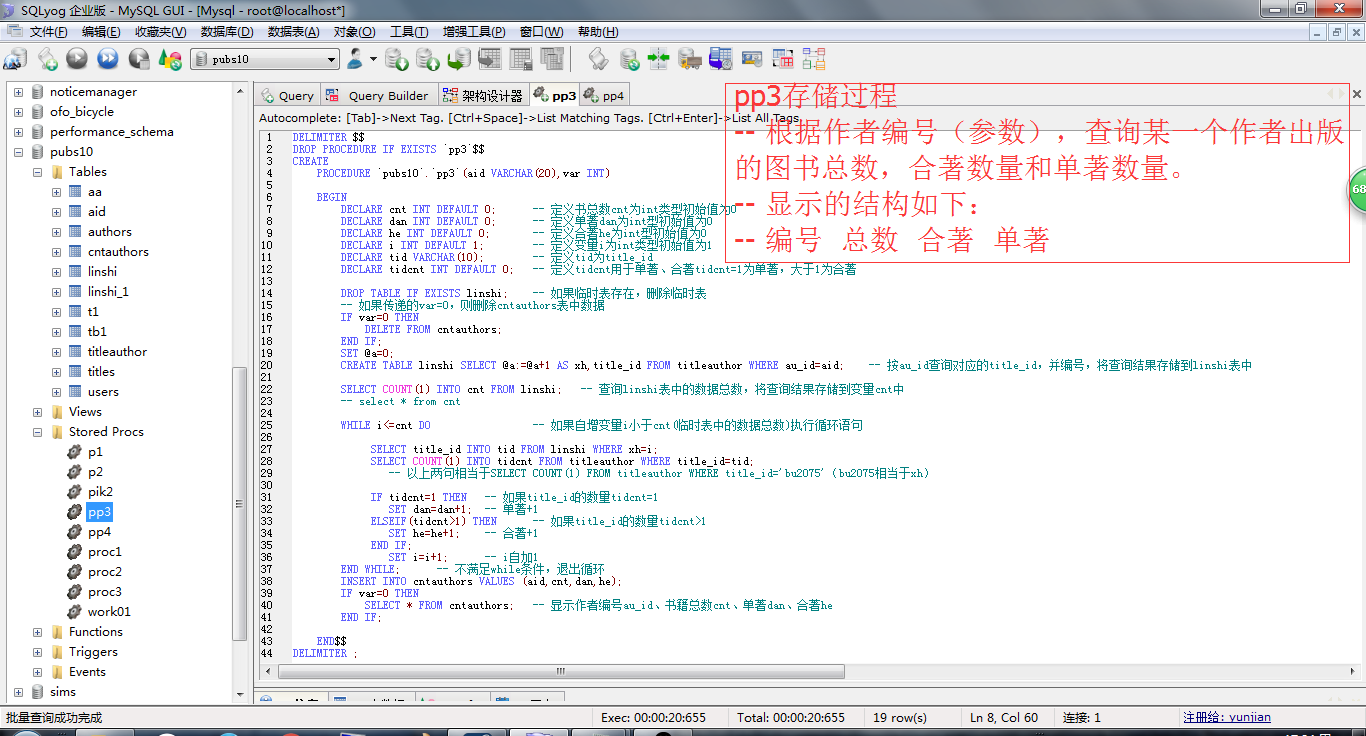 SQLyog 企业版 - MySQL GUI - [Mysql - root@localhost*]
文件(F) 编辑(E) 收藏夹(V) 数据库(D) 数据表(A) 对象(O) 工具(T) 增强工具(P) 窗口(W) 帮助(H)
pubs10
noticemanager
ofo_bicycle
performance_schema
pubs10
Tables
aa
aid
authors
cntauthors
linshi
linshi_1
t1
tb1
titleauthor
titles
users
Views
Stored Procs
p1
p2
pik2
pp3
pp4
proc1
proc2
proc3
work01
Functions
Triggers
Events
sims
Query Query Builder 架构设计器 pp3 pp4
Autocomplete: [Tab]->Next Tag. [Ctrl+Space]->List Matching Tags. [Ctrl+Enter]->List All Tags.
pp3存储过程
-- 根据作者编号（参数），查询某一个作者出版
的图书总数，合著数量和单著数量。
-- 显示的结构如下：
-- 编号 总数 合著 单著
68
1 DELIMITER $$
2 DROP PROCEDURE IF EXISTS `pp3`$$
3 CREATE
4 PROCEDURE `pubs10`.`pp3`(aid VARCHAR(20),var INT)
5
6 BEGIN
7 DECLARE cnt INT DEFAULT 0; -- 定义书总数cnt为int类型初始值为0
8 DECLARE dan INT DEFAULT 0; -- 定义单著dan为int型初始值为0
9 DECLARE he INT DEFAULT 0; -- 定义合著he为int型初始值为0
10 DECLARE i INT DEFAULT 1; -- 定义变量i为int类型初始值为1
11 DECLARE tid VARCHAR(10); -- 定义tid为title_id
12 DECLARE tidcnt INT DEFAULT 0; -- 定义tidcnt用于单著、合著tidcnt=1为单著，大于1为合著
13
14 DROP TABLE IF EXISTS linshi; -- 如果临时表存在，删除临时表
15 -- 如果传递的var=0，则删除cntauthors表中数据
16 IF var=0 THEN
17 DELETE FROM cntauthors;
18 END IF;
19 SET @a=0;
20 CREATE TABLE linshi SELECT @a:=@a+1 AS xh,title_id FROM titleauthor WHERE au_id=aid; -- 按au_id查询对应的title_id，并编号，将查询结果存储到linshi表中
21
22 SELECT COUNT(1) INTO cnt FROM linshi; -- 查询linshi表中的数据总数，将查询结果存储到变量cnt中
23 -- select * from cnt
24
25 WHILE i<=cnt DO -- 如果自增变量i小于cnt(临时表中的数据总数)执行循环语句
26
27 SELECT title_id INTO tid FROM linshi WHERE xh=i;
28 SELECT COUNT(1) INTO tidcnt FROM titleauthor WHERE title_id=tid;
29 -- 以上两句相当于SELECT COUNT(1) FROM titleauthor WHERE title_id='bu2075'（bu2075相当于xh）
30
31 IF tidcnt=1 THEN -- 如果title_id的数量tidcnt=1
32 SET dan=dan+1; -- 单著+1
33 ELSEIF(tidcnt>1) THEN -- 如果title_id的数量tidcnt>1
34 SET he=he+1; -- 合著+1
35 END IF;
36 SET i=i+1; -- i自加1
37 END WHILE; -- 不满足while条件，退出循环
38 INSERT INTO cntauthors VALUES (aid,cnt,dan,he);
39 IF var=0 THEN
40 SELECT * FROM cntauthors; -- 显示作者编号au_id、书籍总数cnt、单著dan、合著he
41 END IF;
42
43 END$$
44 DELIMITER ;
批量查询成功完成 Exec: 00:00:20:655 Total: 00:00:20:655 19 row(s) Ln 8, Col 60 连接: 1 注册给: yunjian